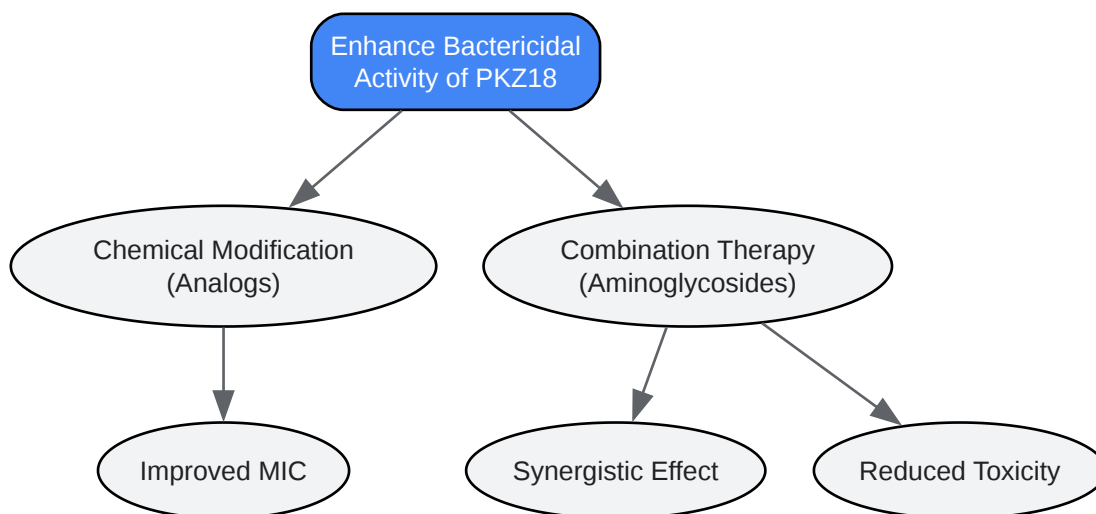 Enhance Bactericidal
Activity of PKZ18
Chemical Modification
(Analogs)
Combination Therapy
(Aminoglycosides)
Improved MIC
Synergistic Effect
Reduced Toxicity